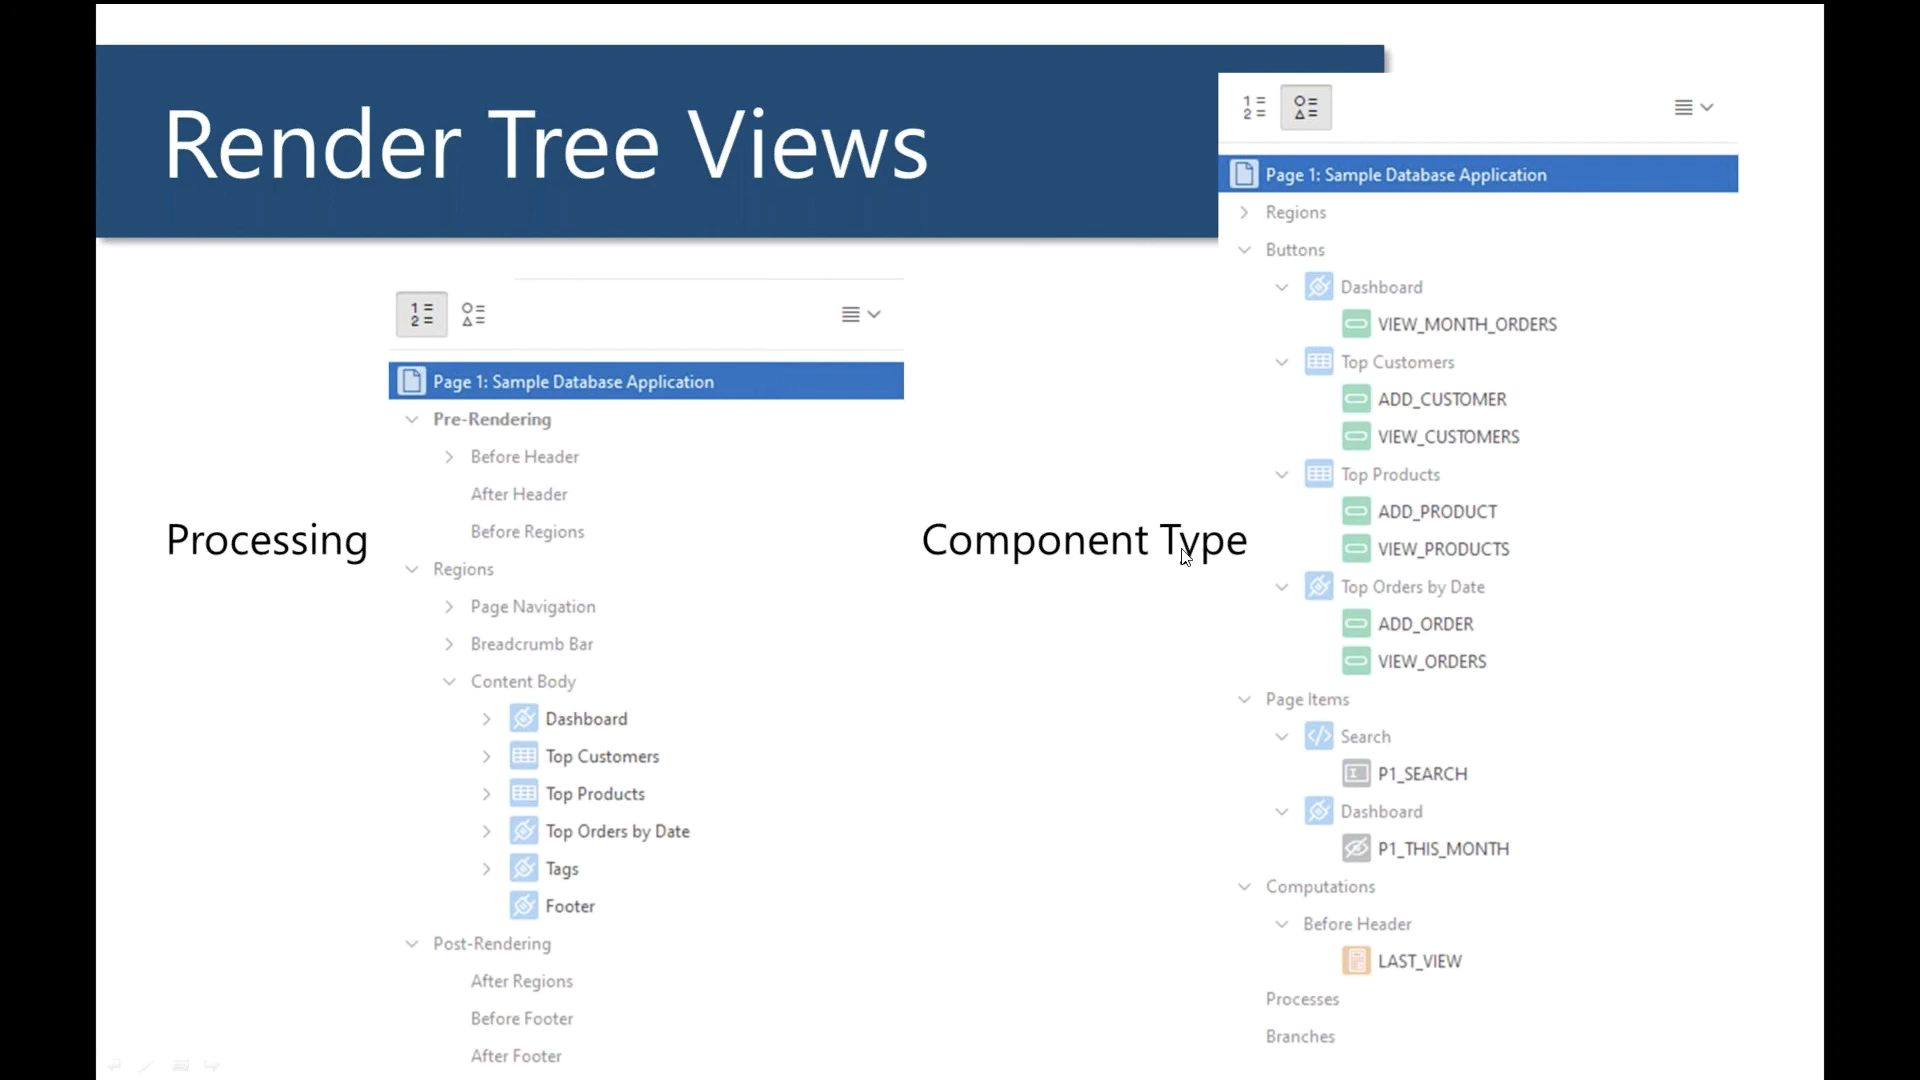 Render Tree Views
Processing
Page 1: Sample Database Application
Pre-Rendering
Before Header
After Header
Before Regions
Regions
Page Navigation
Breadcrumb Bar
Content Body
Dashboard
Top Customers
Top Products
Top Orders by Date
Tags
Footer
Post-Rendering
After Regions
Before Footer
After Footer
Component Type
Page 1: Sample Database Application
Regions
Buttons
Dashboard
VIEW_MONTH_ORDERS
Top Customers
ADD_CUSTOMER
VIEW_CUSTOMERS
Top Products
ADD_PRODUCT
VIEW_PRODUCTS
Top Orders by Date
ADD_ORDER
VIEW_ORDERS
Page Items
Search
P1_SEARCH
Dashboard
P1_THIS_MONTH
Computations
Before Header
LAST_VIEW
Processes
Branches